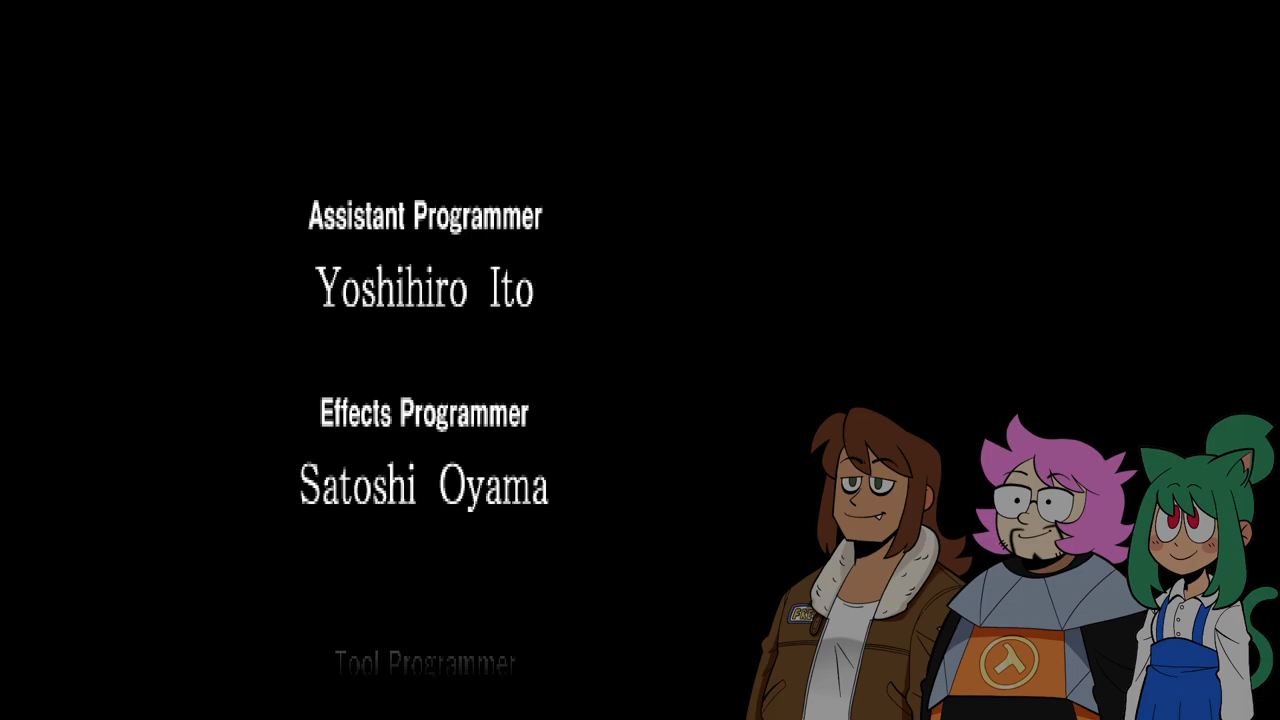 Assistant Programmer
Yoshihiro Ito
Effects Programmer
Satoshi Oyama
Tool Programmer